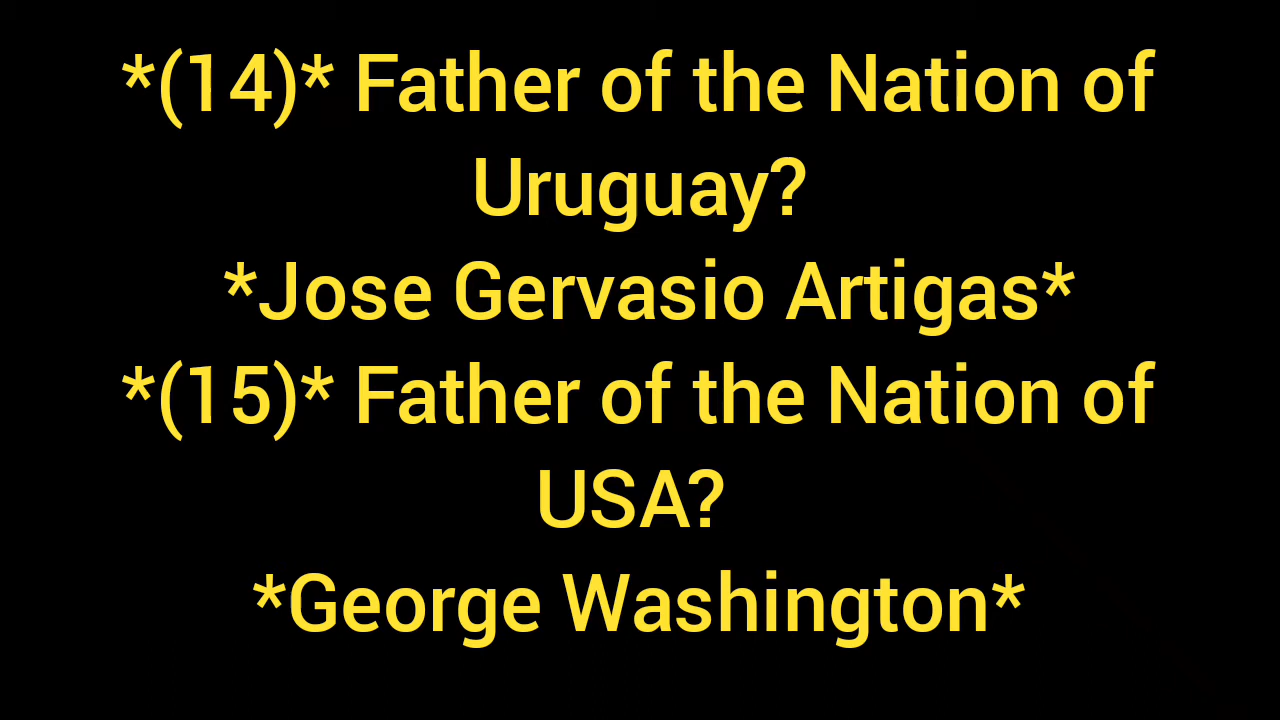 *(14)* Father of the Nation of
Uruguay?
*Jose Gervasio Artigas*
*(15)* Father of the Nation of
USA?
*George Washington*